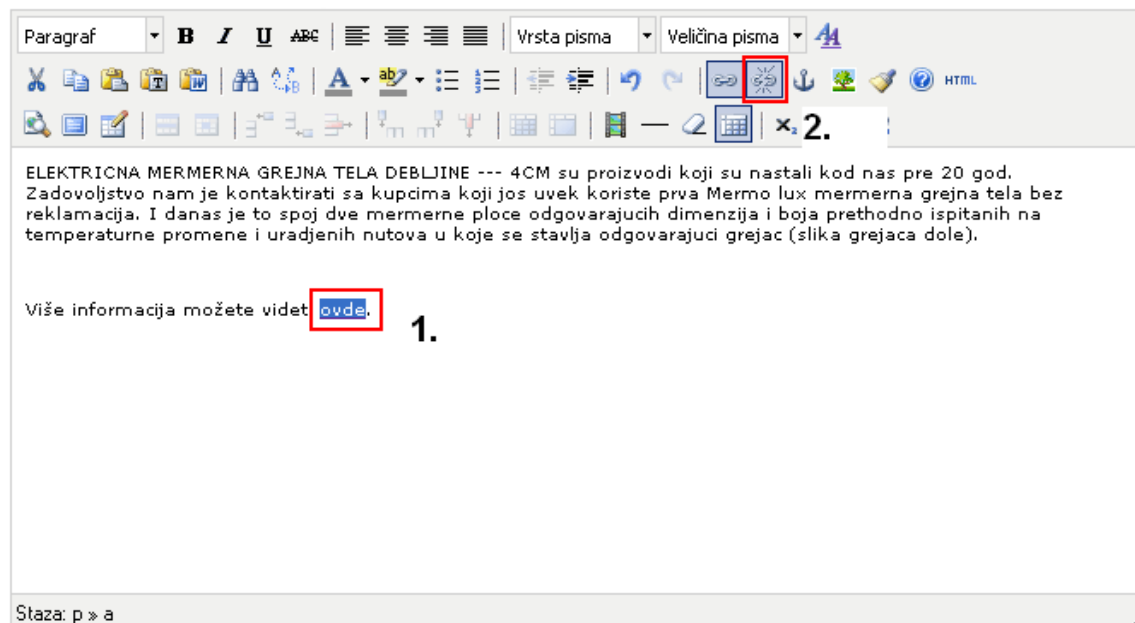 Paragraf B I U ABC Vrsta pisma Veličina pisma
HTML
2.
ELEKTRICNA MERMERNA GREJNA TELA DEBLJINE --- 4CM su proizvodi koji su nastali kod nas pre 20 god.
Zadovoljstvo nam je kontaktirati sa kupcima koji jos uvek koriste prva Mermo lux mermerna grejna tela bez
reklamacija. I danas je to spoj dve mermerne ploce odgovarajucih dimenzija i boja prethodno ispitanih na
temperaturne promene i uradjenih nutova u koje se stavlja odgovarajuci grejac (slika grejaca dole).
Više informacija možete videt ovde.
1.
Staza: p » a